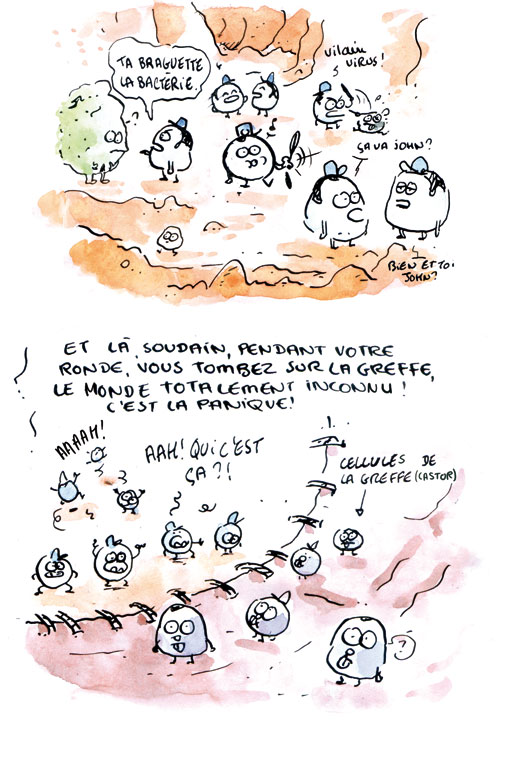 TA BRAGUETTE
LA BACTÉRIE.
?
vilain
virus!
ÇA VA JOHN?
BIEN ET TOI
JOHN?
ET LÀ, SOUDAIN, PENDANT VOTRE
RONDE, VOUS TOMBEZ SUR LA GREFFE,
LE MONDE TOTALEMENT INCONNU!
C'EST LA PANIQUE!
AAAAH!
AAH! QUI C'EST
ÇA?!
!
CELLULES DE
LA GREFFE (CASTOR)
?